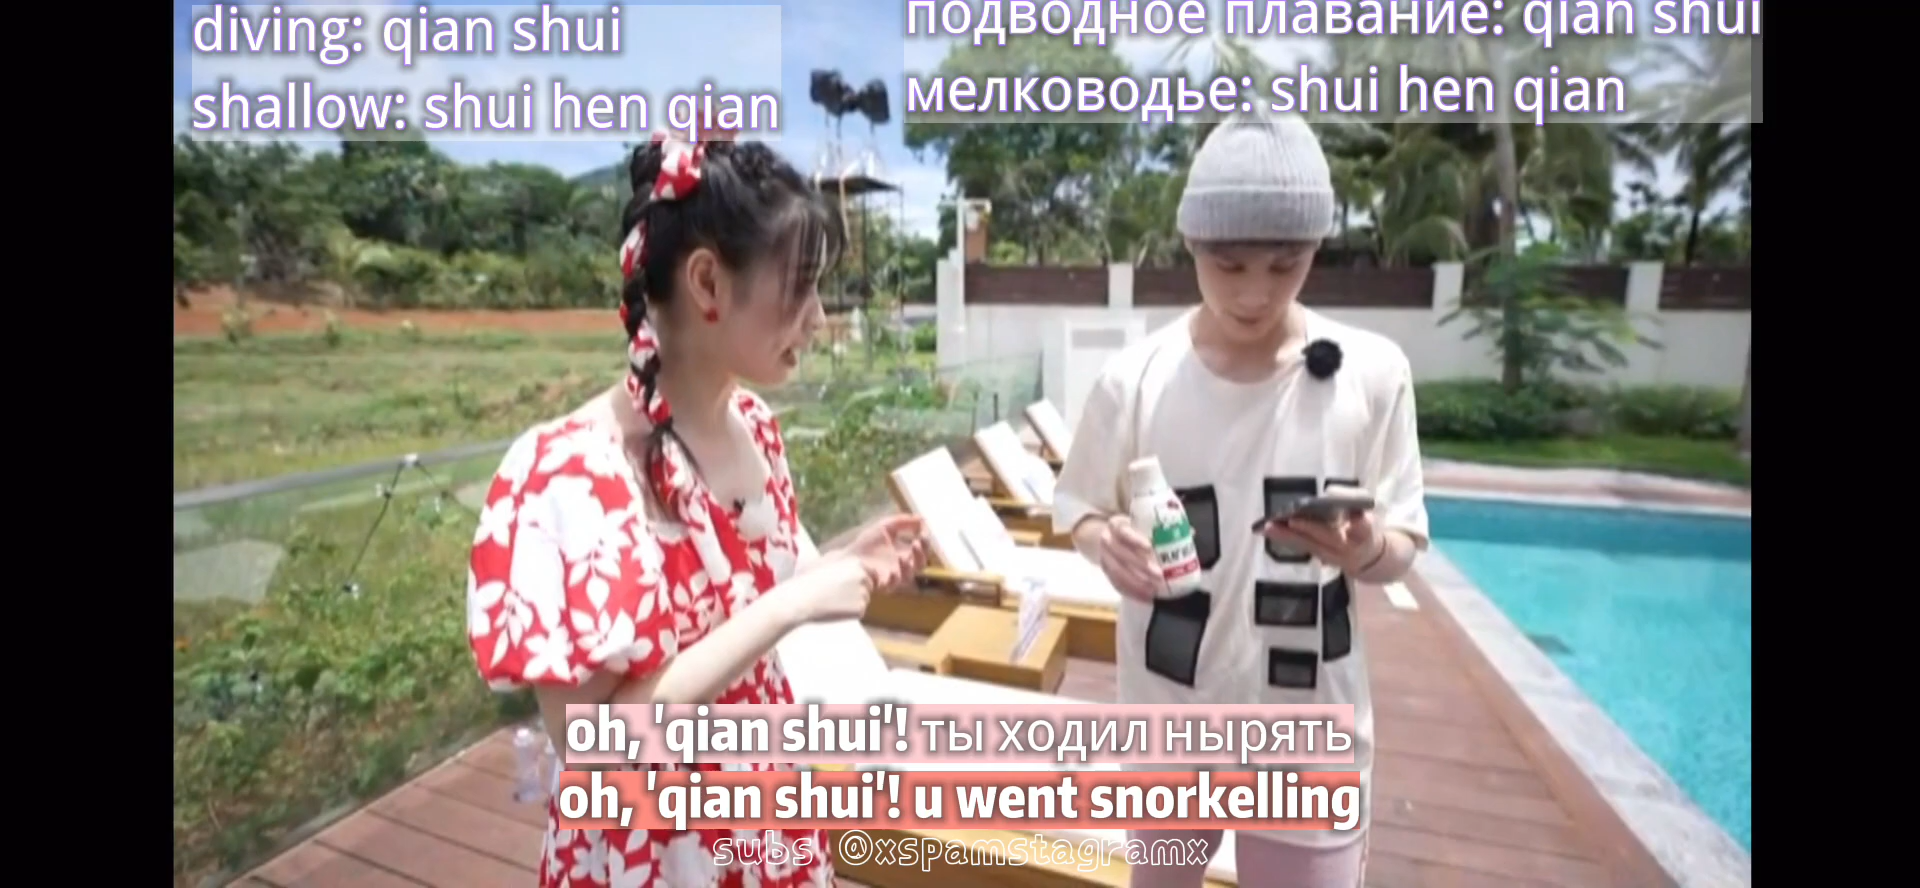 diving: qian shui
shallow: shui hen qian
подводное плавание: qian shui
мелководье: shui hen qian
oh, 'qian shui'! ты ходил нырять
oh, 'qian shui'! u went snorkelling
subs @xspamstagramx